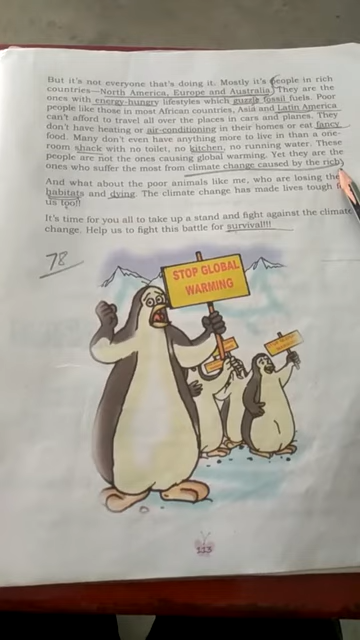 But it's not everyone that's doing it. Mostly it's people in rich
countries—North America, Europe and Australia. They are the
ones with energy-hungry lifestyles which guzzle fossil fuels. Poor
people like those in most African countries, Asia and Latin America
can't afford to travel all over the places in cars and planes. They
don't have heating or air-conditioning in their homes or eat fancy
food. Many don't even have anything more to live in than a one-
room shack with no toilet, no kitchen, no running water. These
people are not the ones causing global warming. Yet they are the
ones who suffer the most from climate change caused by the rich)
And what about the poor animals like me, who are losing the
habitats and dying. The climate change has made lives tough f
us too!!
It's time for you all to take up a stand and fight against the climate
change. Help us to fight this battle for survival!!!
78
STOP GLOBAL
WARMING
113